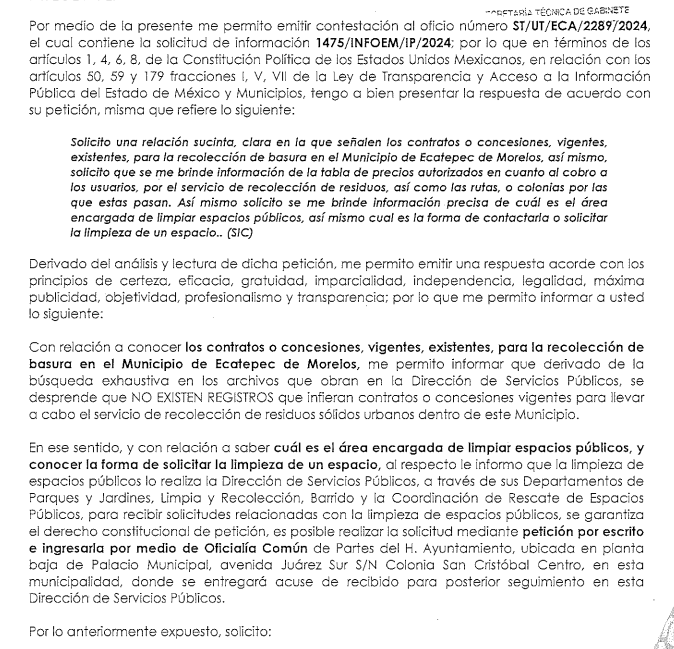 SECRETARÍA TÉCNICA DE GABINETE
Por medio de la presente me permito emitir contestación al oficio número ST/UT/ECA/2289/2024,
el cual contiene la solicitud de información 1475/INFOEM/IP/2024; por lo que en términos de los
artículos 1, 4, 6, 8, de la Constitución Política de los Estados Unidos Mexicanos, en relación con los
artículos 50, 59 y 179 fracciones I, V, VII de la Ley de Transparencia y Acceso a la Información
Pública del Estado de México y Municipios, tengo a bien presentar la respuesta de acuerdo con
su petición, misma que refiere lo siguiente:
Solicito una relación sucinta, clara en la que señalen los contratos o concesiones, vigentes,
existentes, para la recolección de basura en el Municipio de Ecatepec de Morelos, así mismo,
solicito que se me brinde información de la tabla de precios autorizados en cuanto al cobro a
los usuarios, por el servicio de recolección de residuos, así como las rutas, o colonias por las
que estas pasan. Así mismo solicito se me brinde información precisa de cuál es el área
encargada de limpiar espacios públicos, así mismo cual es la forma de contactarla o solicitar
la limpieza de un espacio.. (SIC)
Derivado del análisis y lectura de dicha petición, me permito emitir una respuesta acorde con los
principios de certeza, eficacia, gratuidad, imparcialidad, independencia, legalidad, máxima
publicidad, objetividad, profesionalismo y transparencia; por lo que me permito informar a usted
lo siguiente:
Con relación a conocer los contratos o concesiones, vigentes, existentes, para la recolección de
basura en el Municipio de Ecatepec de Morelos, me permito informar que derivado de la
búsqueda exhaustiva en los archivos que obran en la Dirección de Servicios Públicos, se
desprende que NO EXISTEN REGISTROS que infieran contratos o concesiones vigentes para llevar
a cabo el servicio de recolección de residuos sólidos urbanos dentro de este Municipio.
En ese sentido, y con relación a saber cuál es el área encargada de limpiar espacios públicos, y
conocer la forma de solicitar la limpieza de un espacio, al respecto le informo que la limpieza de
espacios públicos lo realiza la Dirección de Servicios Públicos, a través de sus Departamentos de
Parques y Jardines, Limpia y Recolección, Barrido y la Coordinación de Rescate de Espacios
Públicos, para recibir solicitudes relacionadas con la limpieza de espacios públicos, se garantiza
el derecho constitucional de petición, es posible realizar la solicitud mediante petición por escrito
e ingresarla por medio de Oficialía Común de Partes del H. Ayuntamiento, ubicada en planta
baja de Palacio Municipal, avenida Juárez Sur S/N Colonia San Cristóbal Centro, en esta
municipalidad, donde se entregará acuse de recibido para posterior seguimiento en esta
Dirección de Servicios Públicos.
Por lo anteriormente expuesto, solicito: